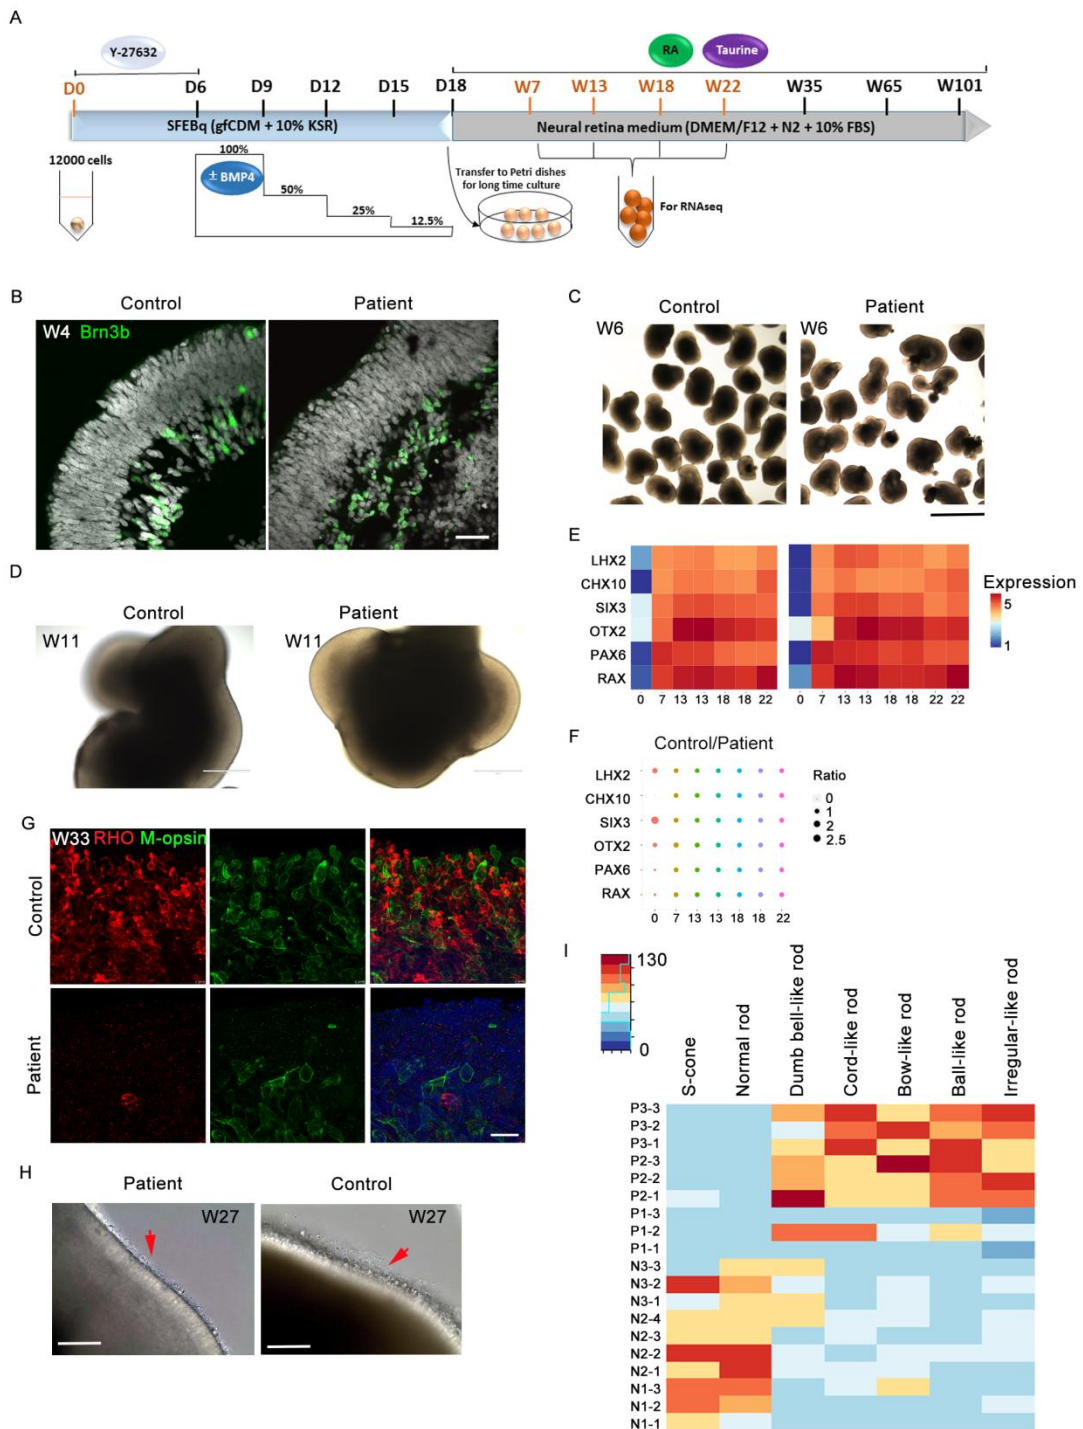 A
Y-27632
RA
Taurine
D0
D6
D9
D12
D15
D18
W7
W13
W18
W22
W35
W65
W101
SFEBq (gfCDM + 10% KSR)
Neural retina medium (DMEM/F12 + N2 + 10% FBS)
12000 cells
100%
± BMP4
50%
25%
12.5%
Transfer to Petri dishes
for long time culture
For RNAseq
B
Control
Patient
W4 Brn3b
C
Control
Patient
W6
W6
D
Control
Patient
W11
W11
E
LHX2
CHX10
SIX3
OTX2
PAX6
RAX
0 7 13 13 18 18 22
0 7 13 13 18 18 22
Expression
5
1
F
Control/Patient
LHX2
CHX10
SIX3
OTX2
PAX6
RAX
0 7 13 13 18 18 22
Ratio
0
1
2
2.5
G
W33 RHO M-opsin
Control
Patient
H
Patient
Control
W27
W27
I
130
0
S-cone
Normal rod
Dumb bell-like rod
Cord-like rod
Bow-like rod
Ball-like rod
Irregular-like rod
P3-3
P3-2
P3-1
P2-3
P2-2
P2-1
P1-3
P1-2
P1-1
N3-3
N3-2
N3-1
N2-4
N2-3
N2-2
N2-1
N1-3
N1-2
N1-1